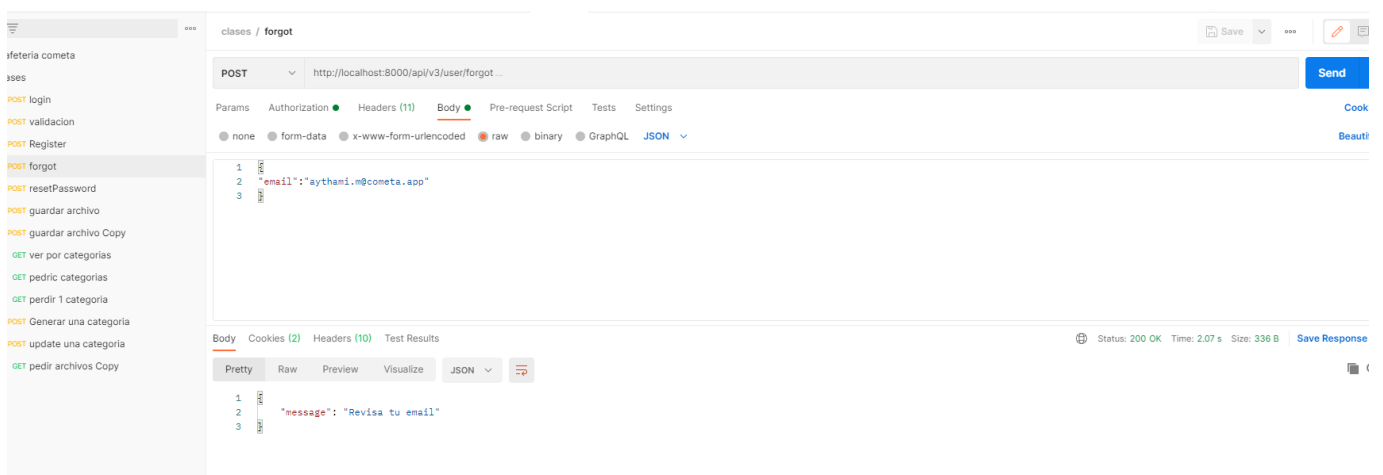 clases / forgot
Save
afeteria cometa
ases
POST login
POST validacion
POST Register
POST forgot
POST resetPassword
POST guardar archivo
POST guardar archivo Copy
GET ver por categorias
GET pedric categorias
GET perdir 1 categoria
POST Generar una categoria
POST update una categoria
GET pedir archivos Copy
POST http://localhost:8000/api/v3/user/forgot ...
Send
Params Authorization Headers (11) Body Pre-request Script Tests Settings
Cook
none form-data x-www-form-urlencoded raw binary GraphQL JSON
Beauti
1 {
2 "email":"aythami.m@cometa.app"
3 }
Body Cookies (2) Headers (10) Test Results
Status: 200 OK Time: 2.07 s Size: 336 B Save Response
Pretty Raw Preview Visualize JSON
1 {
2 "message": "Revisa tu email"
3 }